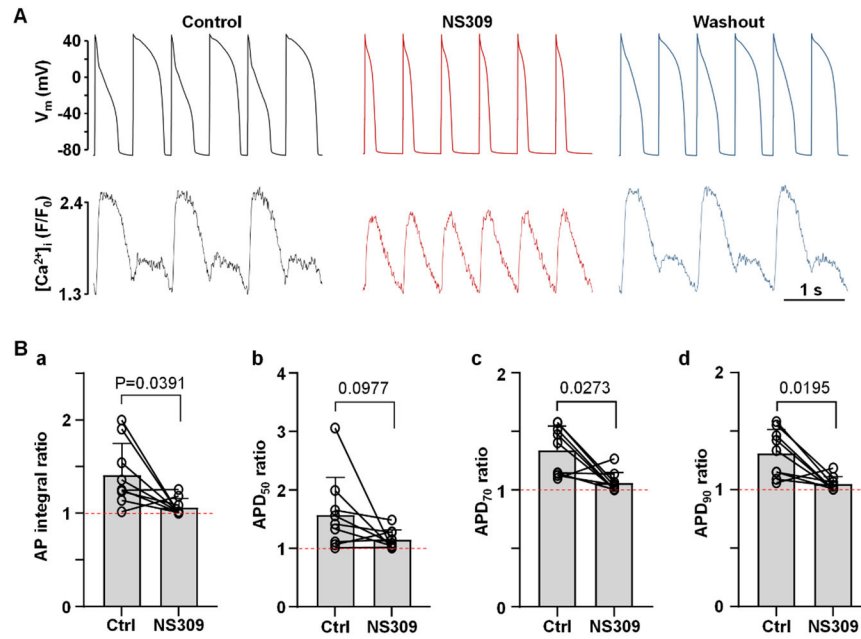 A
Control
NS309
Washout
Vm (mV)
40
0
-40
-80
[Ca2+]i (F/F0)
2.4
1.3
1 s
B
a
b
c
d
P=0.0391
0.0977
0.0273
0.0195
AP integral ratio
2
1
0
Ctrl NS309
APD50 ratio
4
3
2
1
0
Ctrl NS309
APD70 ratio
2
1
0
Ctrl NS309
APD90 ratio
2
1
0
Ctrl NS309